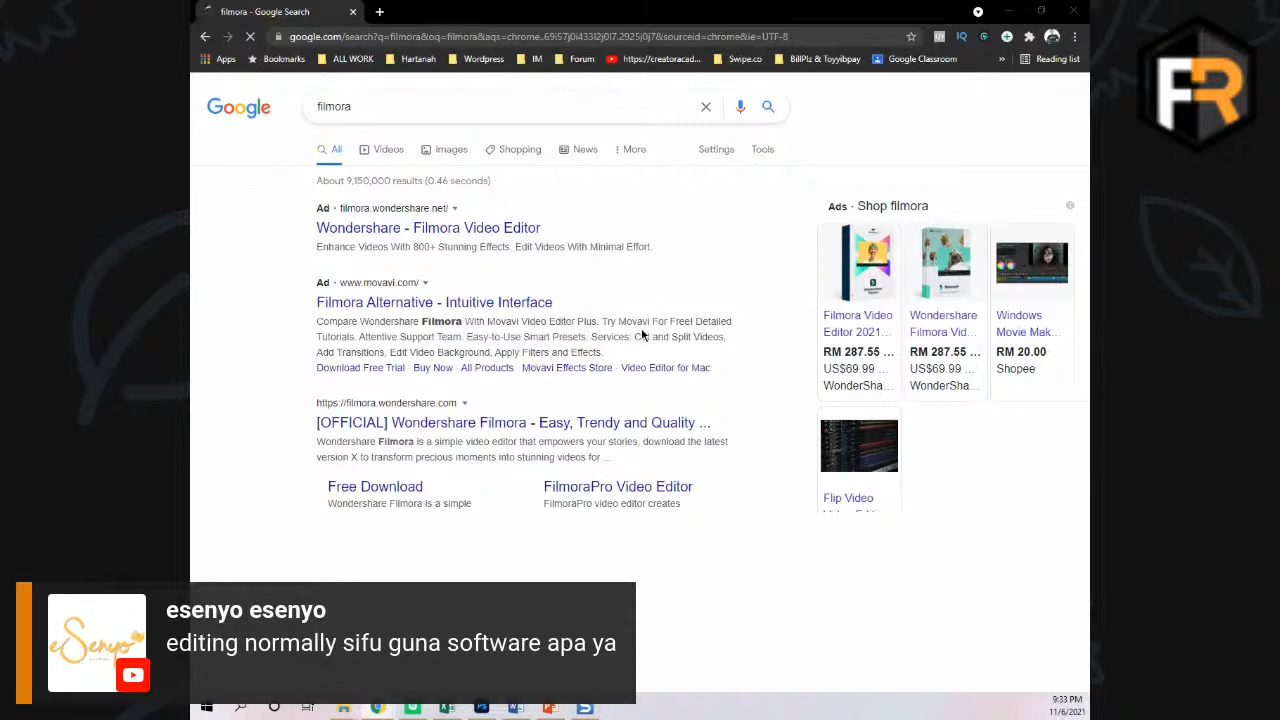 filmora - Google Search
google.com/search?q=filmora&oq=filmora&aqs=chrome..69i57j0i433l2j0l7.2925j0j7&sourceid=chrome&ie=UTF-8
Apps Bookmarks ALL WORK Hartanah Wordpress IM Forum https://creatoracad... Swipe.co BillPlz & Toyyibpay Google Classroom » Reading list
Google
filmora
All Videos Images Shopping News More Settings Tools
About 9,150,000 results (0.46 seconds)
Ad · filmora.wondershare.net/
Wondershare - Filmora Video Editor
Enhance Videos With 800+ Stunning Effects. Edit Videos With Minimal Effort.
Ad · www.movavi.com/
Filmora Alternative - Intuitive Interface
Compare Wondershare Filmora With Movavi Video Editor Plus. Try Movavi For Free! Detailed
Tutorials. Attentive Support Team. Easy-to-Use Smart Presets. Services: Cut and Split Videos,
Add Transitions, Edit Video Background, Apply Filters and Effects.
Download Free Trial · Buy Now · All Products · Movavi Effects Store · Video Editor for Mac
https://filmora.wondershare.com
[OFFICIAL] Wondershare Filmora - Easy, Trendy and Quality ...
Wondershare Filmora is a simple video editor that empowers your stories, download the latest
version X to transform precious moments into stunning videos for ...
Free Download
Wondershare Filmora is a simple
FilmoraPro Video Editor
FilmoraPro video editor creates
Ads · Shop filmora
Filmora Video
Editor 2021...
RM 287.55 ...
US$69.99 ...
WonderSha...
Wondershare
Filmora Vid...
RM 287.55 ...
US$69.99 ...
WonderSha...
Windows
Movie Mak...
RM 20.00
Shopee
Flip Video
FR
eSenyo
esenyo esenyo
editing normally sifu guna software apa ya
9:33 PM
11/6/2021